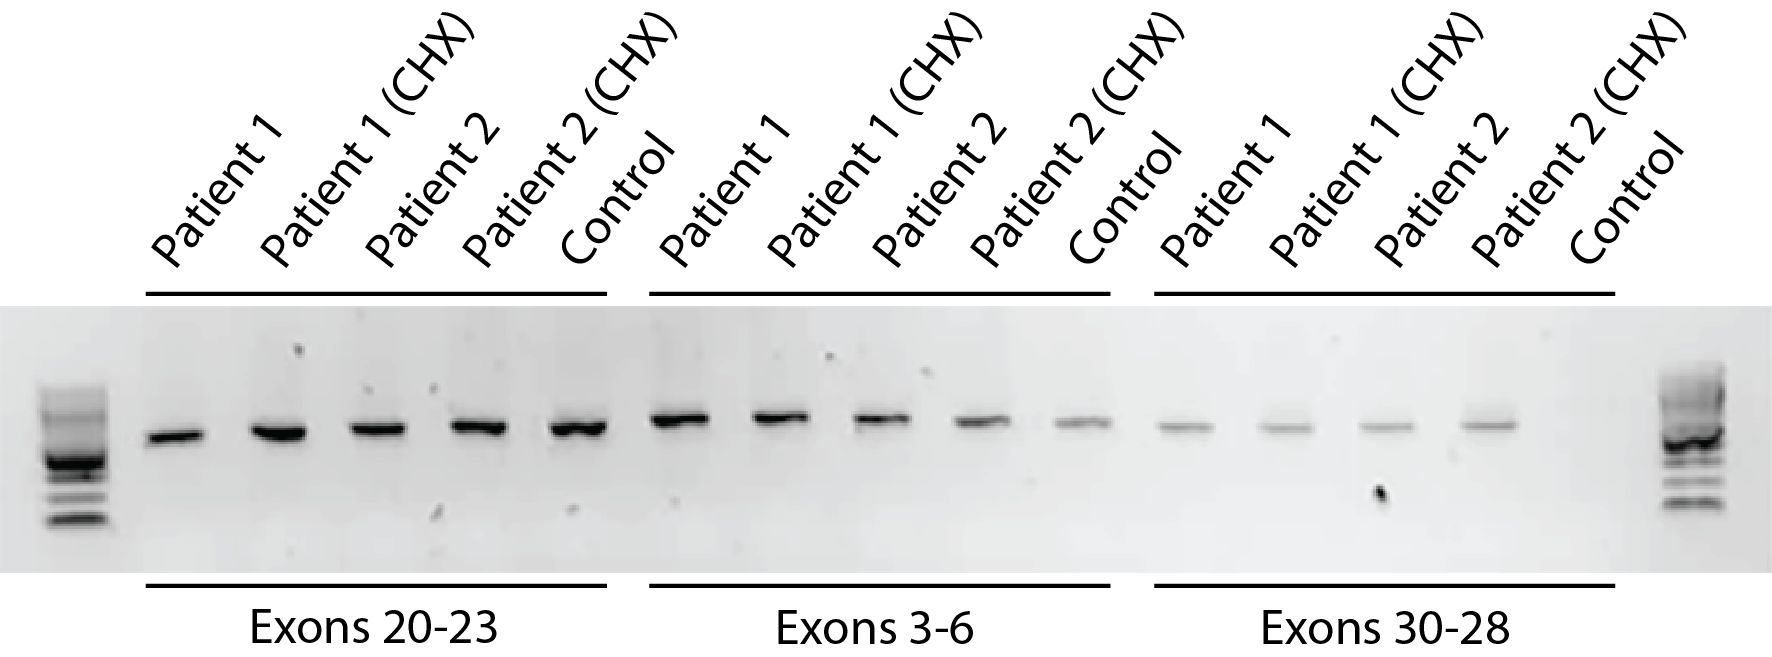 Patient 1
Patient 1 (CHX)
Patient 2
Patient 2 (CHX)
Control
Patient 1
Patient 1 (CHX)
Patient 2
Patient 2 (CHX)
Control
Patient 1
Patient 1 (CHX)
Patient 2
Patient 2 (CHX)
Control
Exons 20-23
Exons 3-6
Exons 30-28